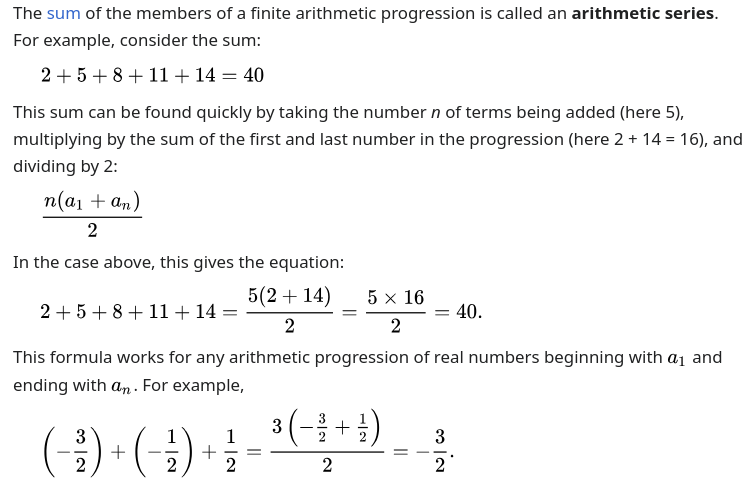 The sum of the members of a finite arithmetic progression is called an arithmetic series.
For example, consider the sum:
2 + 5 + 8 + 11 + 14 = 40
This sum can be found quickly by taking the number n of terms being added (here 5),
multiplying by the sum of the first and last number in the progression (here 2 + 14 = 16), and
dividing by 2:
\frac{n(a_1 + a_n)}{2}
In the case above, this gives the equation:
2 + 5 + 8 + 11 + 14 = \frac{5(2 + 14)}{2} = \frac{5 \times 16}{2} = 40.
This formula works for any arithmetic progression of real numbers beginning with a_1 and
ending with a_n. For example,
\left(-\frac{3}{2}\right) + \left(-\frac{1}{2}\right) + \frac{1}{2} = \frac{3\left(-\frac{3}{2} + \frac{1}{2}\right)}{2} = -\frac{3}{2}.